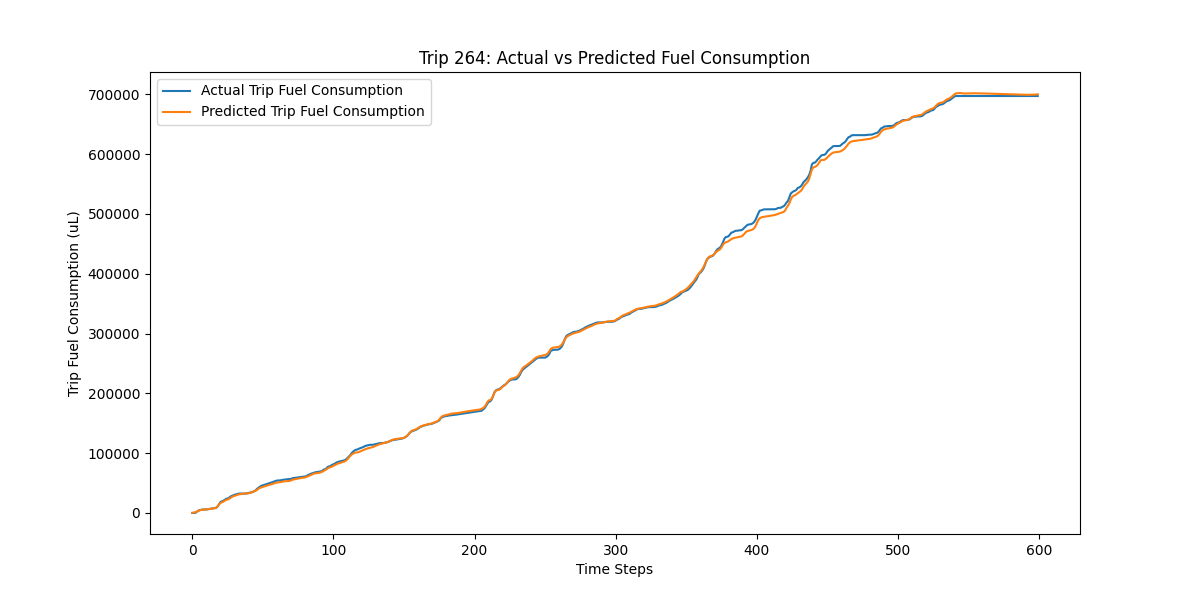 Trip 264: Actual vs Predicted Fuel Consumption
Actual Trip Fuel Consumption
Predicted Trip Fuel Consumption
Trip Fuel Consumption (uL)
700000
600000
500000
400000
300000
200000
100000
0
0 100 200 300 400 500 600
Time Steps